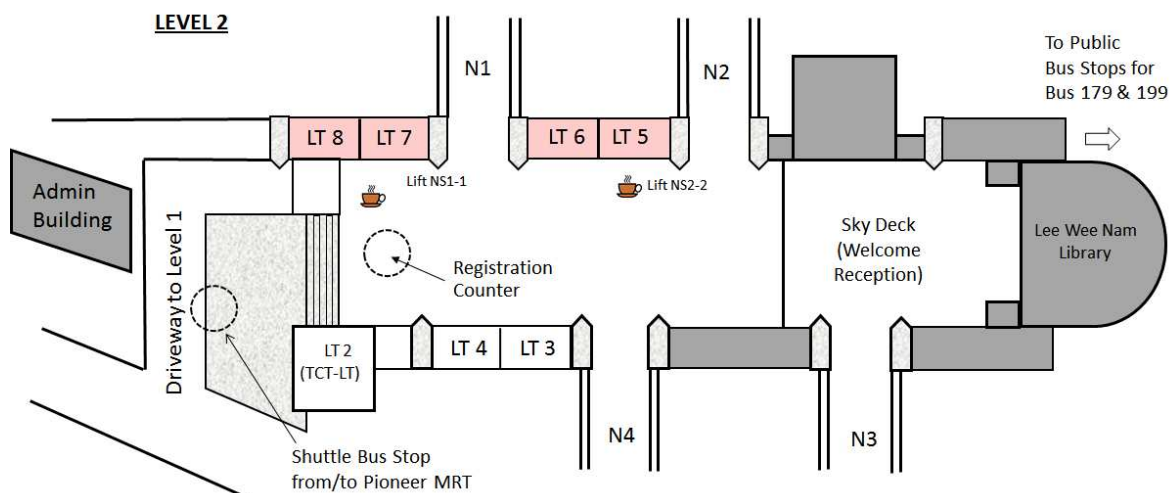 LEVEL 2
To Public
Bus Stops for
Bus 179 & 199
N1
N2
LT 8
LT 7
LT 6
LT 5
Lift NS1-1
Lift NS2-2
Admin
Building
Driveway to Level 1
Registration
Counter
Sky Deck
(Welcome
Reception)
Lee Wee Nam
Library
LT 2
(TCT-LT)
LT 4
LT 3
N4
N3
Shuttle Bus Stop
from/to Pioneer MRT